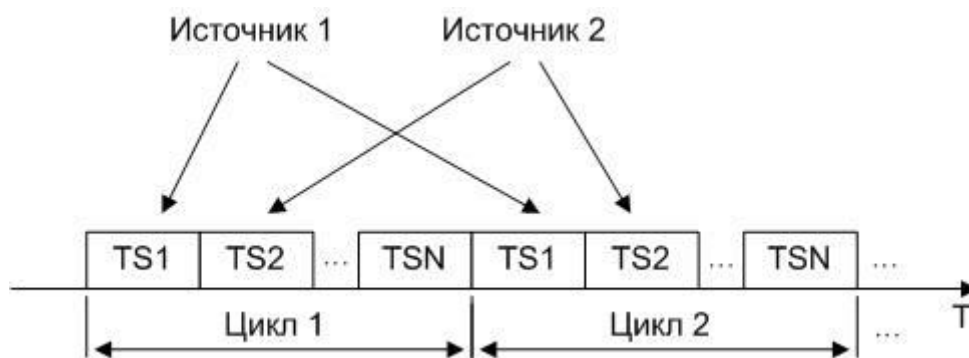 Источник 1 Источник 2
TS1 TS2 ... TSN TS1 TS2 ... TSN ...
T
Цикл 1 Цикл 2 ...